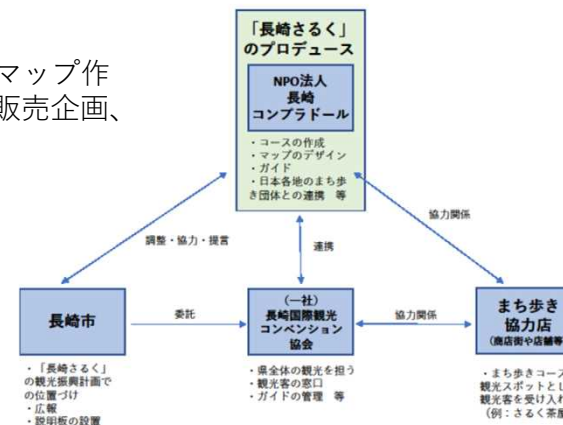 マップ作
販売企画、
「長崎さるく」
のプロデュース
NPO法人
長崎
コンプラドール
・コースの作成
・マップのデザイン
・ガイド
・日本各地のまち歩
き団体との連携 等
調整・協力・提言
連携
協力関係
長崎市
委託
（一社）
長崎国際観光
コンベンション
協会
協力関係
まち歩き
協力店
(商店街や店舗等
・「長崎さるく」
の観光振興計画で
の位置づけ
・広報
・説明板の設置
・県全体の観光を担う
・観光客の窓口
・ガイドの管理 等
・まち歩きコース
観光スポットとし
観光客を受け入れ
（例：さるく茶屋